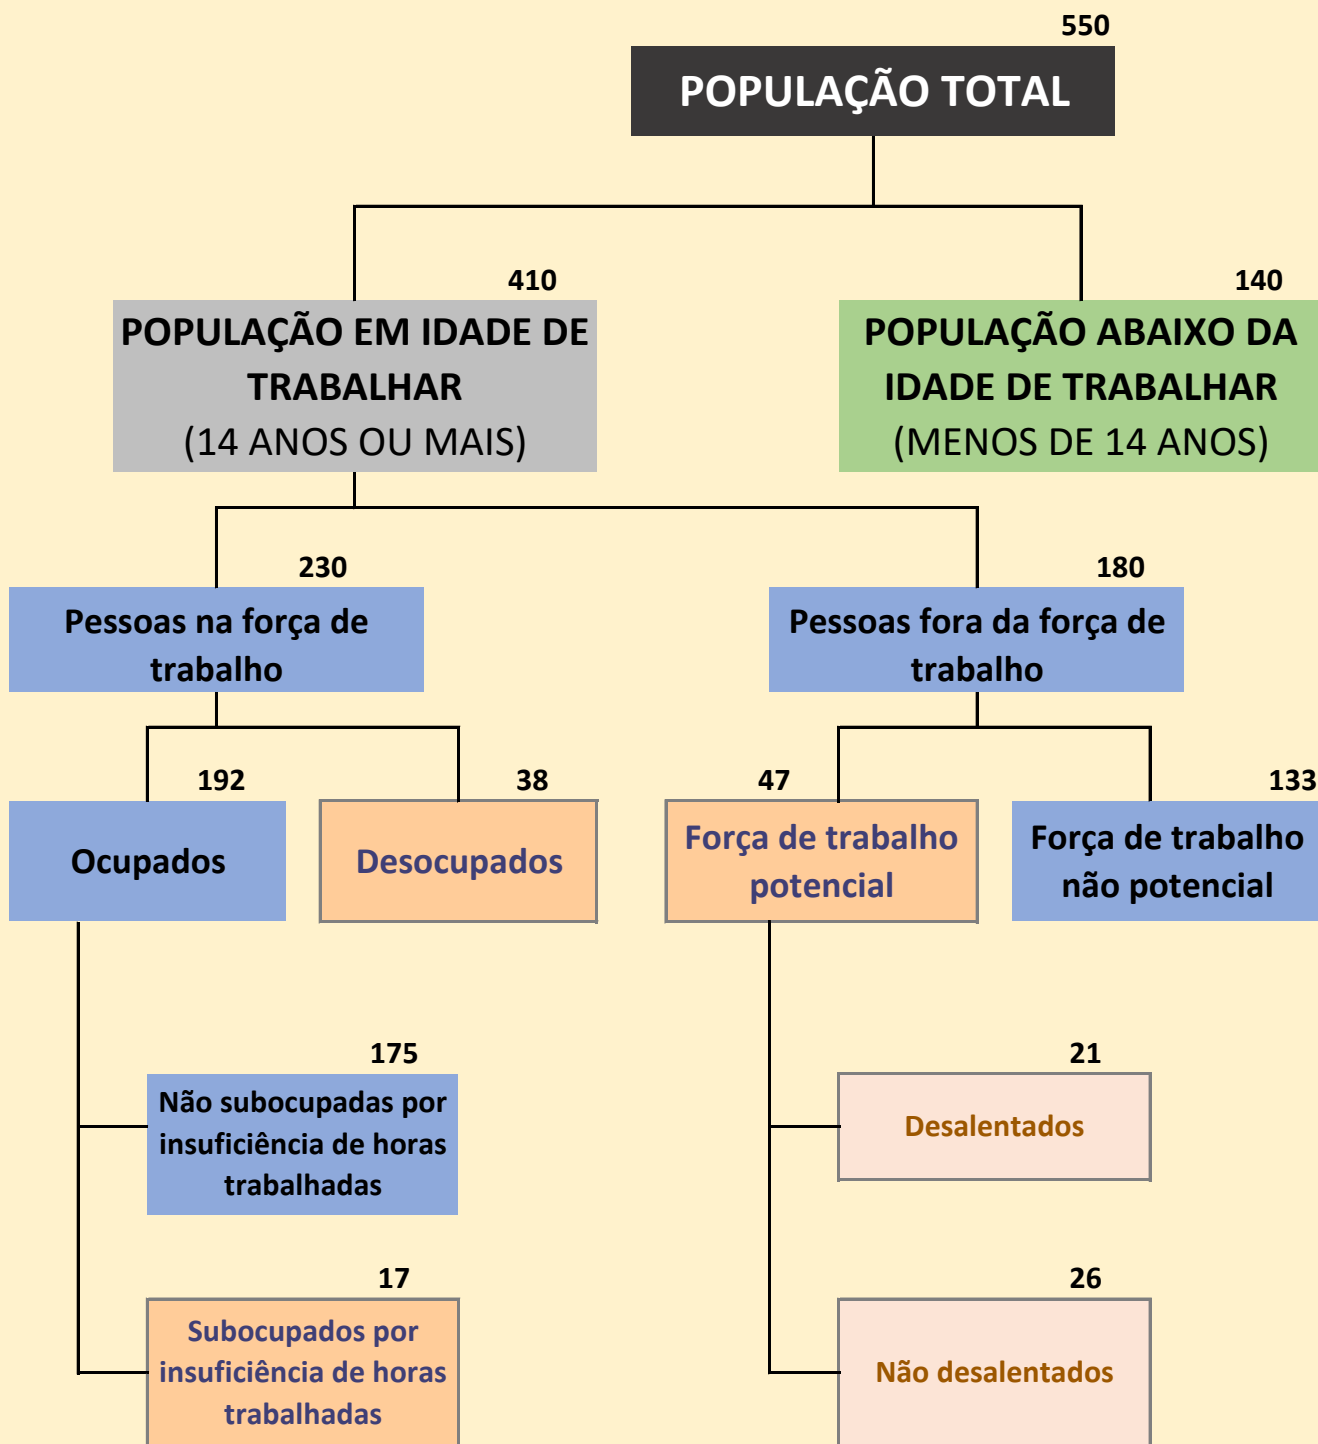 550
POPULAÇÃO TOTAL
410
POPULAÇÃO EM IDADE DE
TRABALHAR
(14 ANOS OU MAIS)
140
POPULAÇÃO ABAIXO DA
IDADE DE TRABALHAR
(MENOS DE 14 ANOS)
230
Pessoas na força de
trabalho
180
Pessoas fora da força de
trabalho
192
Ocupados
38
Desocupados
47
Força de trabalho
potencial
133
Força de trabalho
não potencial
175
Não subocupadas por
insuficiência de horas
trabalhadas
21
Desalentados
17
Subocupados por
insuficiência de horas
trabalhadas
26
Não desalentados